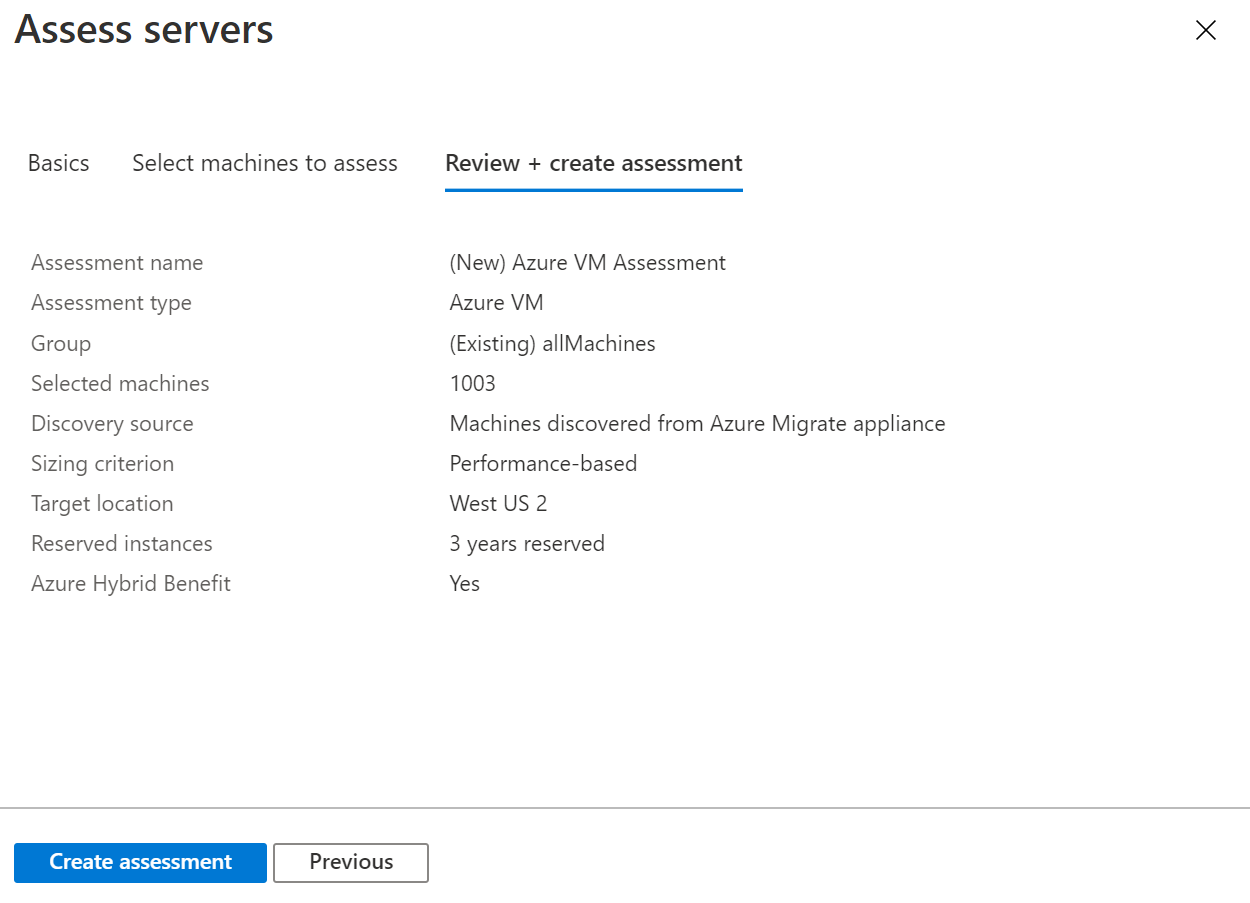 Assess servers
Basics Select machines to assess Review + create assessment
Assessment name (New) Azure VM Assessment
Assessment type Azure VM
Group (Existing) allMachines
Selected machines 1003
Discovery source Machines discovered from Azure Migrate appliance
Sizing criterion Performance-based
Target location West US 2
Reserved instances 3 years reserved
Azure Hybrid Benefit Yes
Create assessment Previous